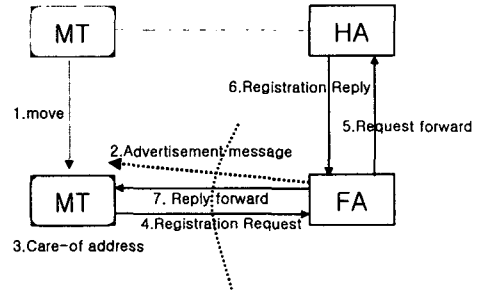 MT
HA
6.Registration Reply
1.move
5.Request forward
2.Advertisement message
MT
7. Reply forward
FA
4.Registration Request
3.Care-of address